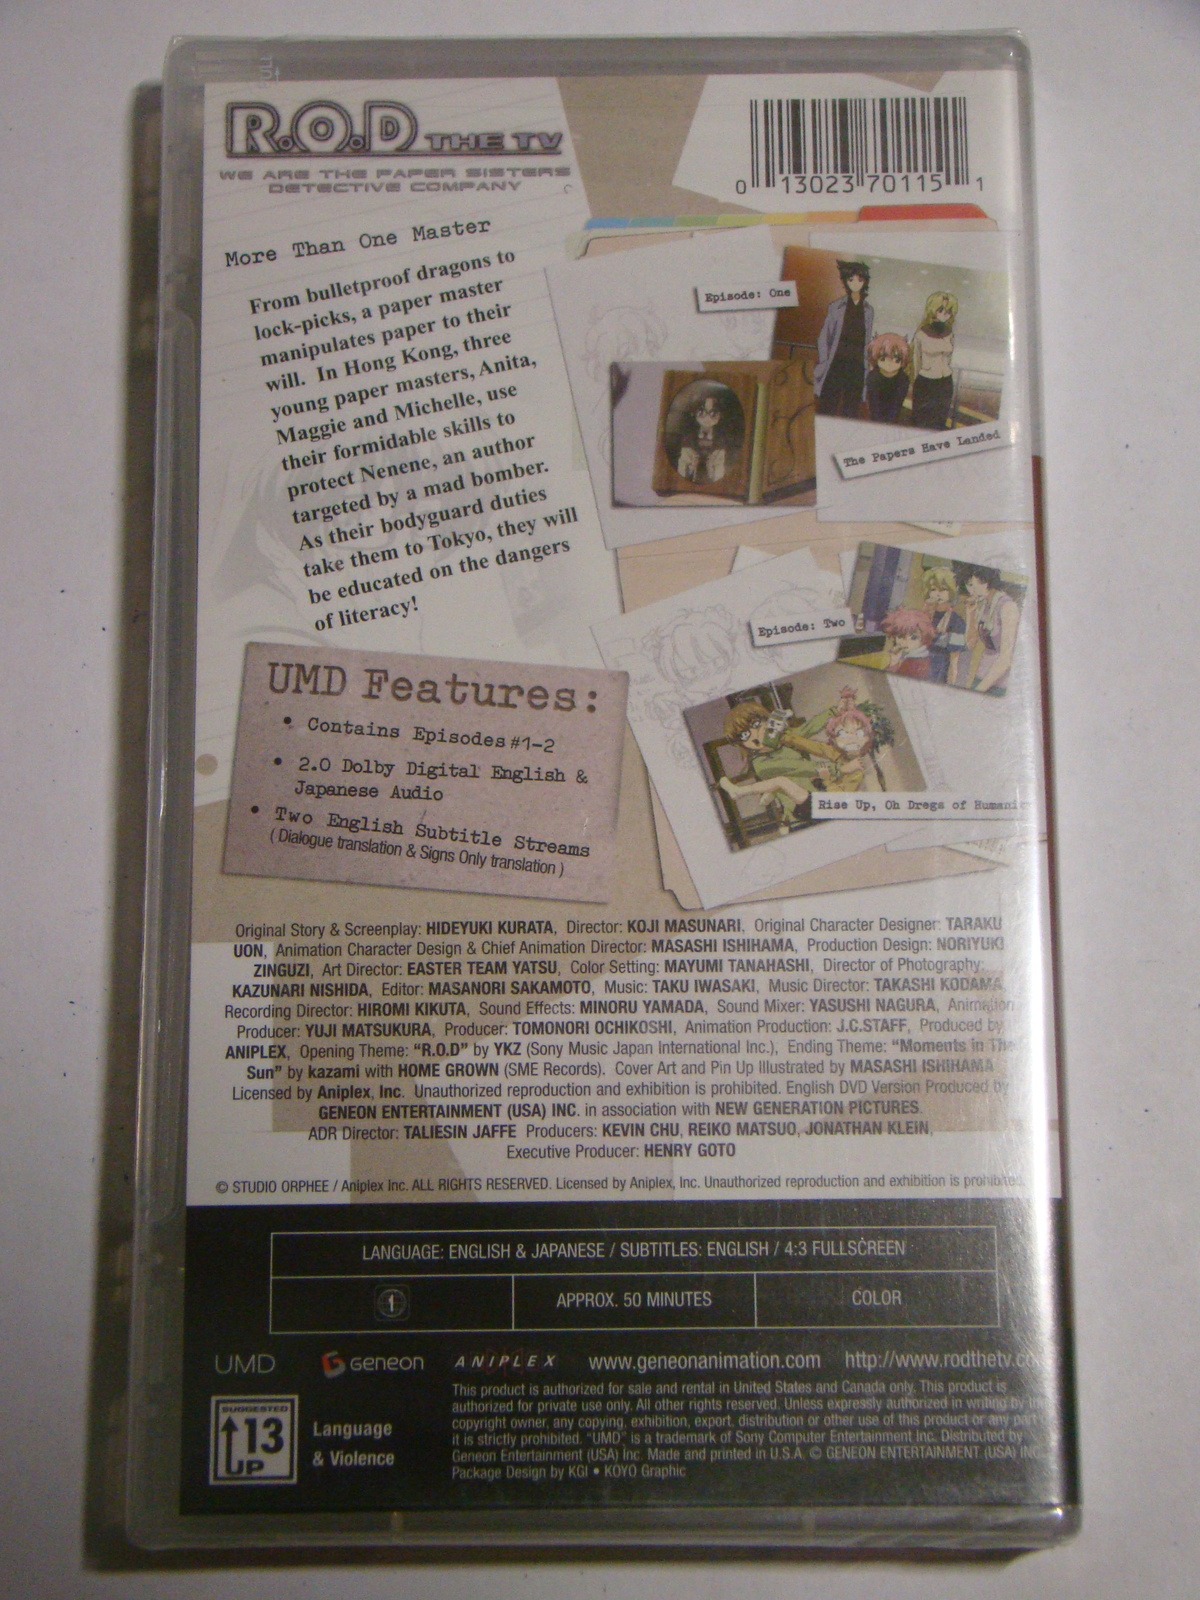 R.O.D THE TV
WE ARE THE PAPER SISTERS
DETECTIVE COMPANY
0 13023 70115 1
More Than One Master
From bulletproof dragons to
lock-picks, a paper master
manipulates paper to their
will. In Hong Kong, three
young paper masters, Anita,
Maggie and Michelle, use
their formidable skills to
protect Nenene, an author
targeted by a mad bomber.
As their bodyguard duties
take them to Tokyo, they will
be educated on the dangers
of literacy!
Episode: One
The Papers Have Landed
Episode: Two
Rise Up, Oh Dregs of Humanity
UMD Features:
• Contains Episodes #1-2
• 2.0 Dolby Digital English &
Japanese Audio
• Two English Subtitle Streams
( Dialogue translation & Signs Only translation )
Original Story & Screenplay: HIDEYUKI KURATA, Director: KOJI MASUNARI, Original Character Designer: TARAKU
UON, Animation Character Design & Chief Animation Director: MASASHI ISHIHAMA, Production Design: NORIYUKI
ZINGUZI, Art Director: EASTER TEAM YATSU, Color Setting: MAYUMI TANAHASHI, Director of Photography:
KAZUNARI NISHIDA, Editor: MASANORI SAKAMOTO, Music: TAKU IWASAKI, Music Director: TAKASHI KODAMA,
Recording Director: HIROMI KIKUTA, Sound Effects: MINORU YAMADA, Sound Mixer: YASUSHI NAGURA, Animation
Producer: YUJI MATSUKURA, Producer: TOMONORI OCHIKOSHI, Animation Production: J.C.STAFF, Produced by
ANIPLEX, Opening Theme: "R.O.D" by YKZ (Sony Music Japan International Inc.), Ending Theme: "Moments in The
Sun" by kazami with HOME GROWN (SME Records). Cover Art and Pin Up Illustrated by MASASHI ISHIHAMA
Licensed by Aniplex, Inc. Unauthorized reproduction and exhibition is prohibited. English DVD Version Produced by
GENEON ENTERTAINMENT (USA) INC. in association with NEW GENERATION PICTURES.
ADR Director: TALIESIN JAFFE Producers: KEVIN CHU, REIKO MATSUO, JONATHAN KLEIN,
Executive Producer: HENRY GOTO
© STUDIO ORPHEE / Aniplex Inc. ALL RIGHTS RESERVED. Licensed by Aniplex, Inc. Unauthorized reproduction and exhibition is prohibited.
LANGUAGE: ENGLISH & JAPANESE / SUBTITLES: ENGLISH / 4:3 FULLSCREEN
1 APPROX. 50 MINUTES COLOR
UMD Geneon ANIPLEX www.geneonanimation.com http://www.rodthetv.co
SUGGESTED
13
UP
Language
& Violence
This product is authorized for sale and rental in United States and Canada only. This product is
authorized for private use only. All other rights reserved. Unless expressly authorized in writing by the
copyright owner, any copying, exhibition, export, distribution or other use of this product or any part of
it is strictly prohibited. "UMD" is a trademark of Sony Computer Entertainment Inc. Distributed by
Geneon Entertainment (USA) Inc. Made and printed in U.S.A. © GENEON ENTERTAINMENT (USA) INC.
Package Design by KGI • KOYO Graphic